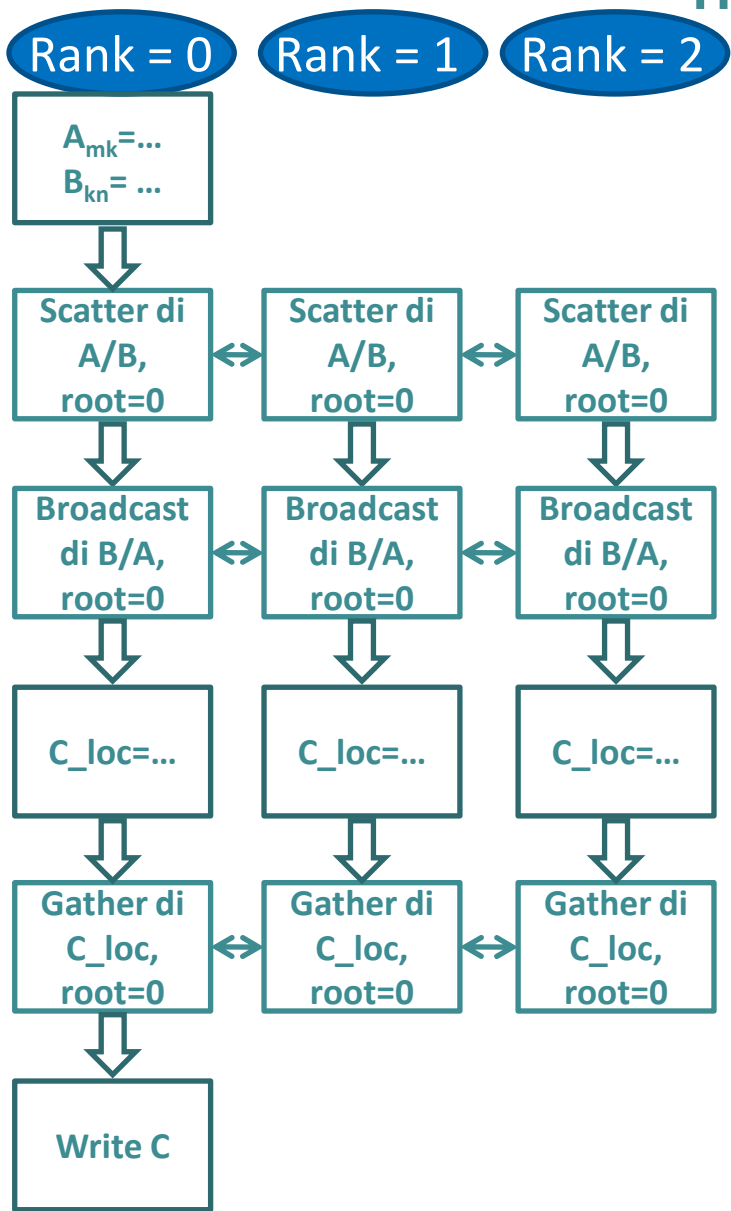 Rank = 0
Rank = 1
Rank = 2
Amk=…
Bkn= …
Scatter di
A/B,
root=0
Scatter di
A/B,
root=0
Scatter di
A/B,
root=0
Broadcast
di B/A,
root=0
Broadcast
di B/A,
root=0
Broadcast
di B/A,
root=0
C_loc=…
C_loc=…
C_loc=…
Gather di
C_loc,
root=0
Gather di
C_loc,
root=0
Gather di
C_loc,
root=0
Write C